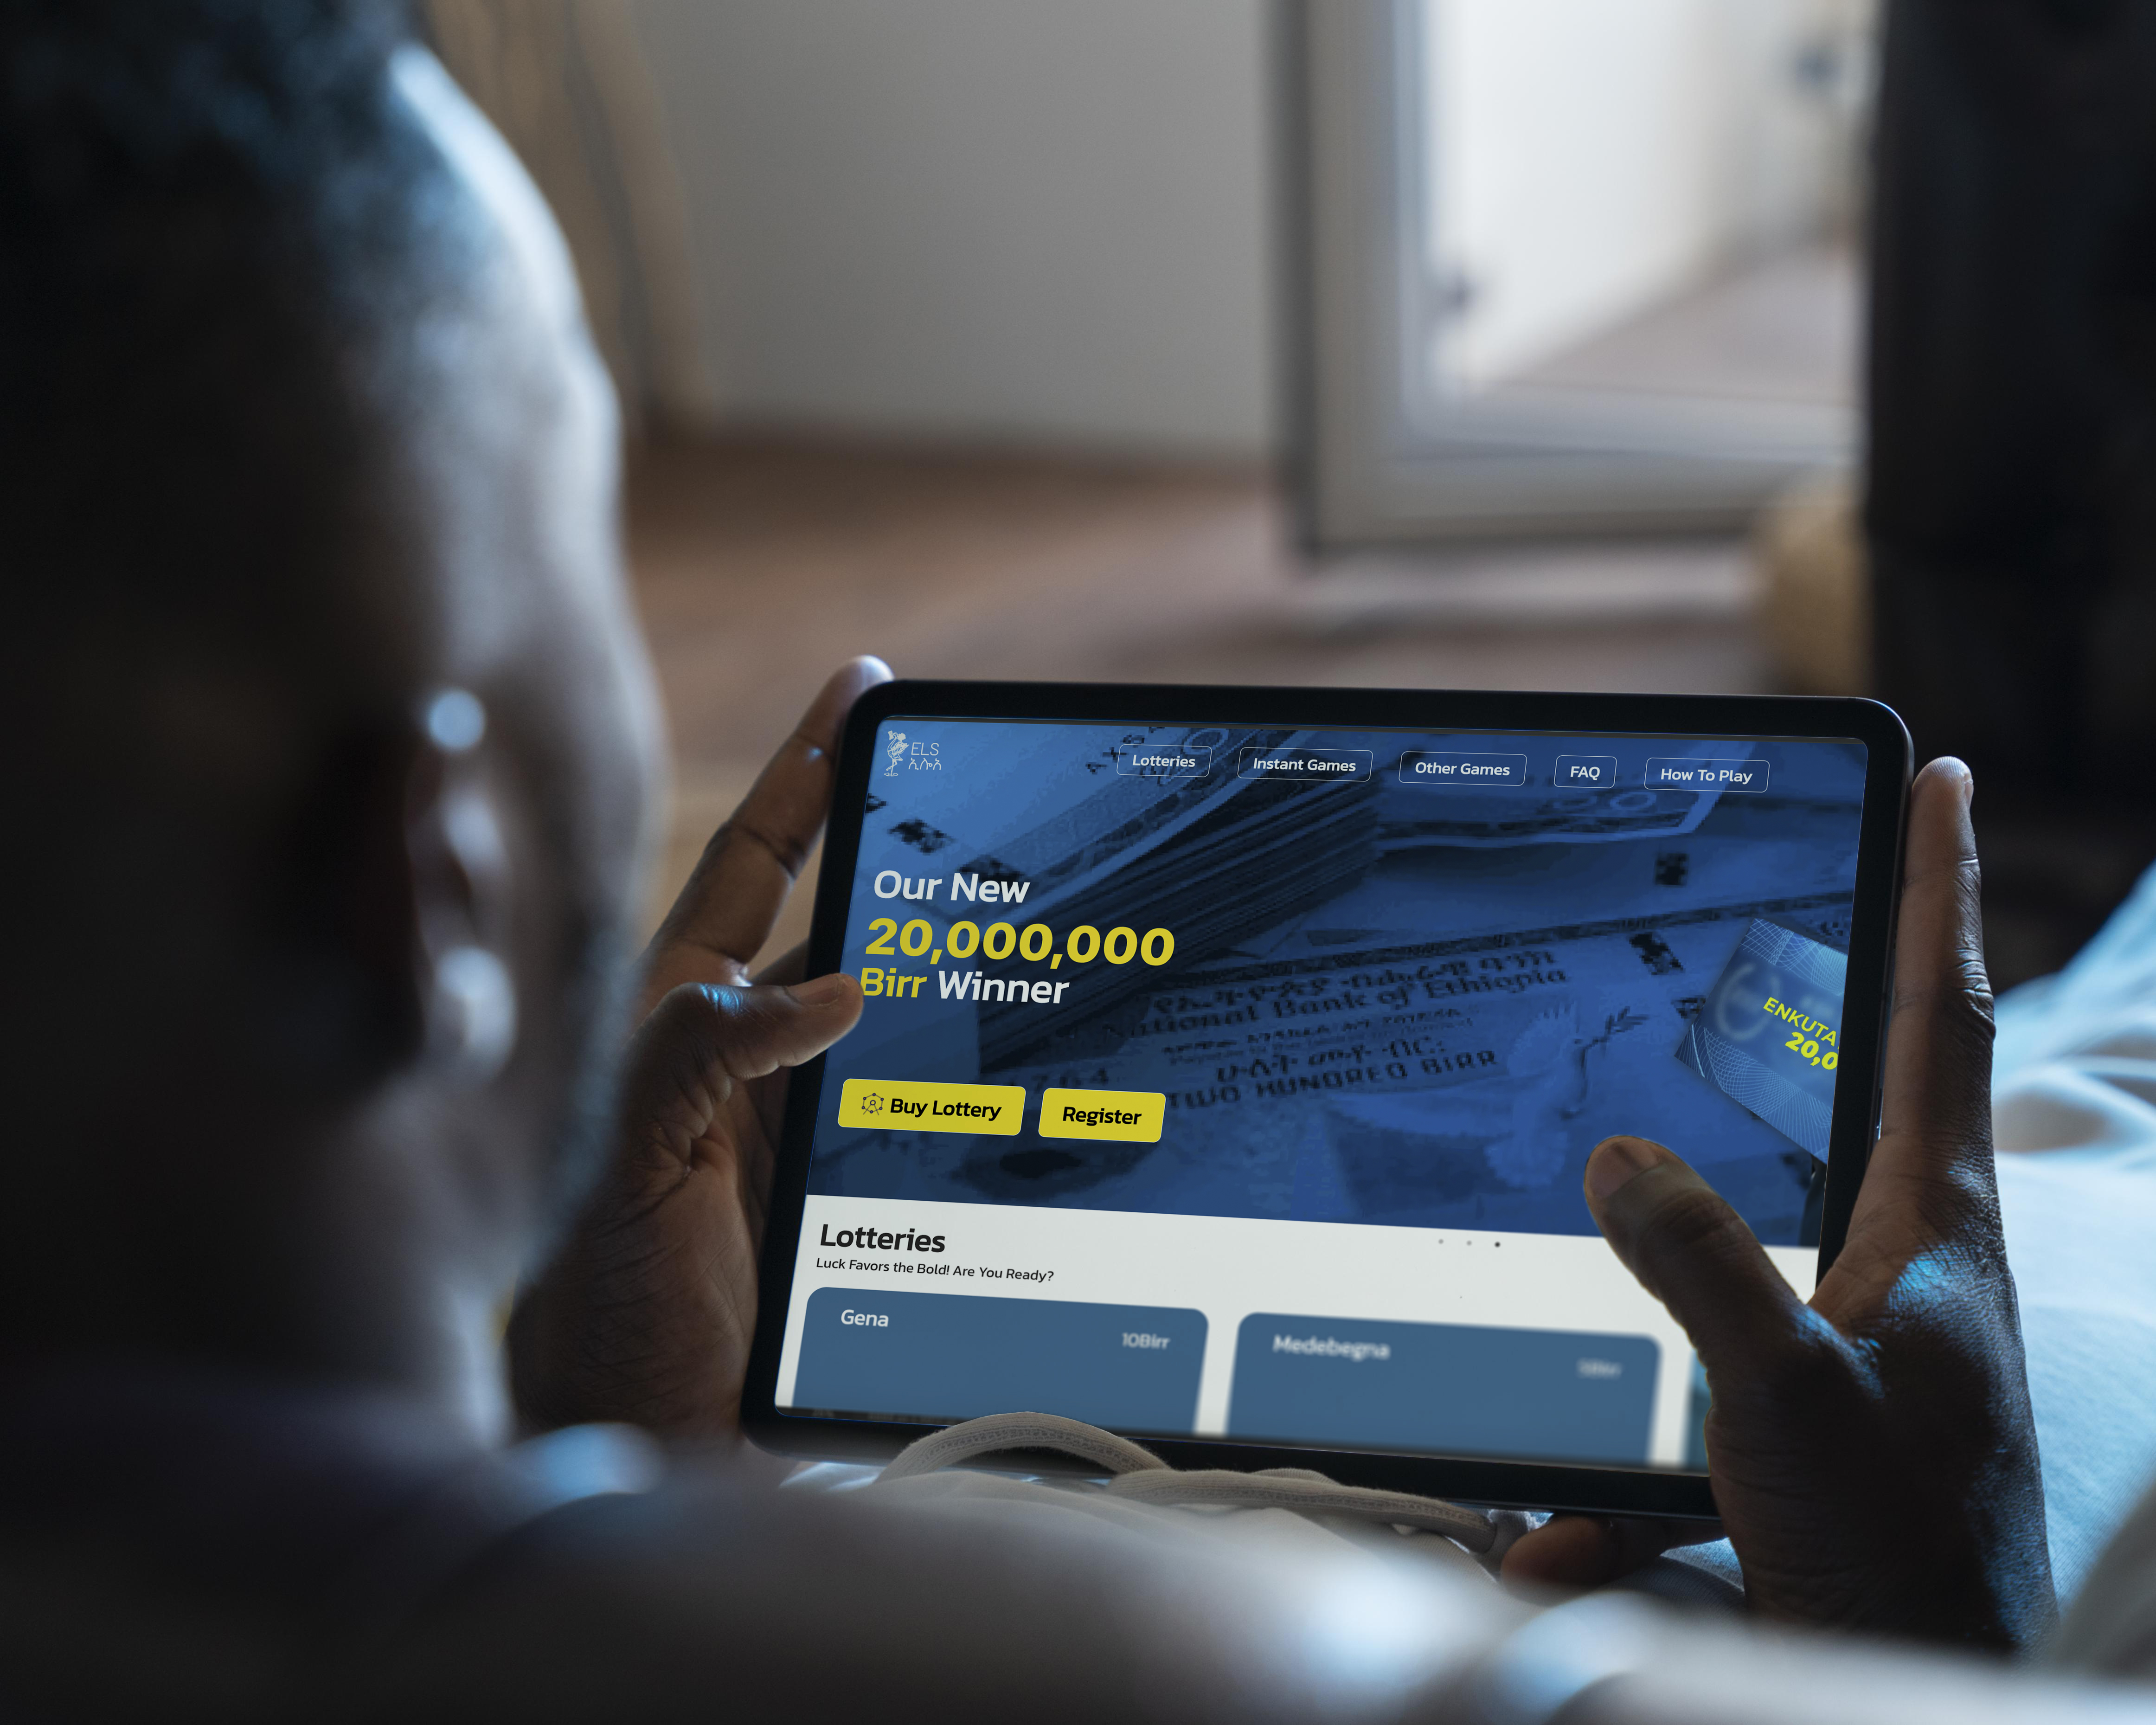 ELS
ኢሎአ
Lotteries
Instant Games
Other Games
FAQ
How To Play
Our New
20,000,000
Birr Winner
National Bank of Ethiopia
ሁለት መቶ ብር
TWO HUNDRED BIRR
ENKUTA
20,0
Buy Lottery
Register
Lotteries
Luck Favors the Bold! Are You Ready?
Gena
10Birr
Medebegna